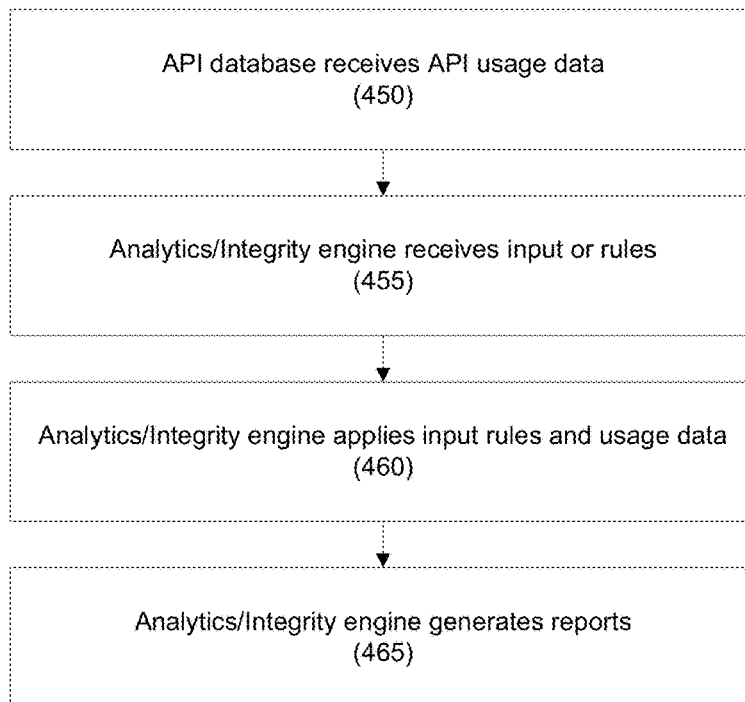 API database receives API usage data
(450)
Analytics/Integrity engine receives input or rules
(455)
Analytics/Integrity engine applies input rules and usage data
(460)
Analytics/Integrity engine generates reports
(465)